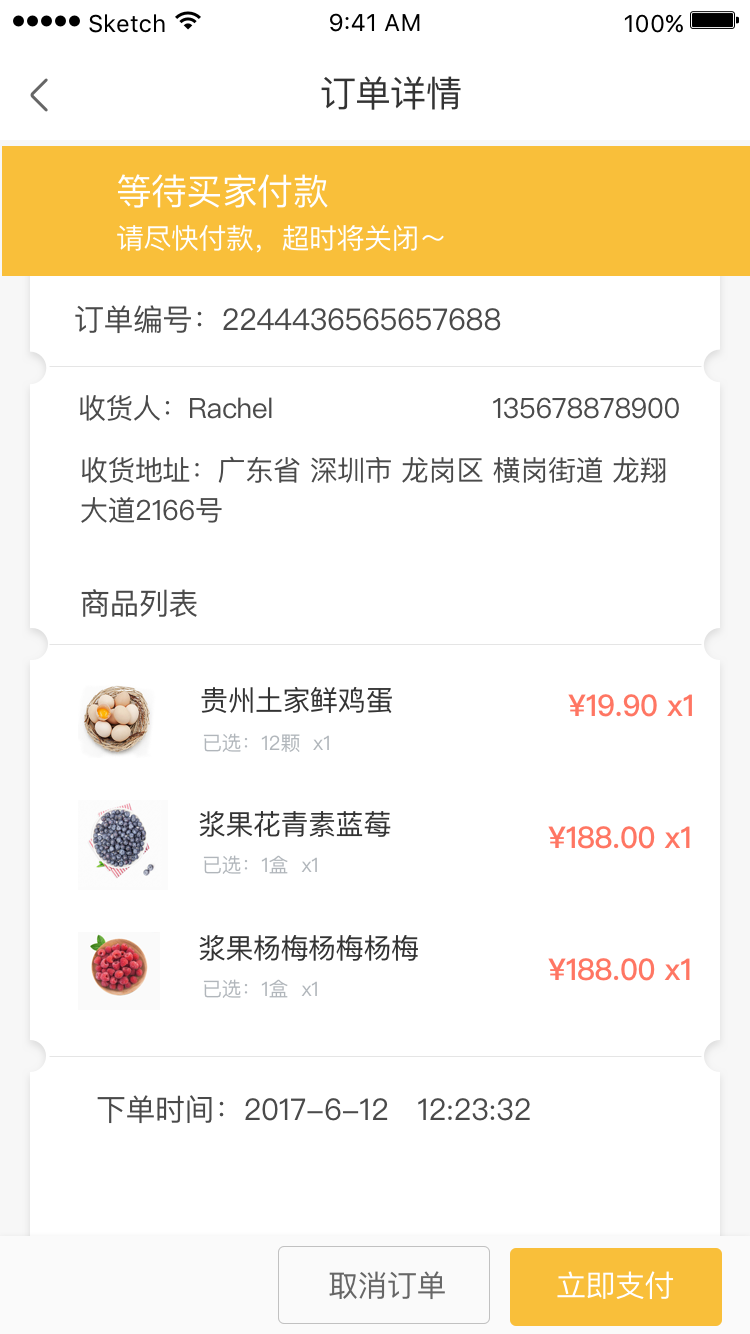 Sketch 9:41 AM 100%
订单详情
等待买家付款
请尽快付款，超时将关闭～
订单编号：2244436565657688
收货人：Rachel 135678878900
收货地址：广东省 深圳市 龙岗区 横岗街道 龙翔
大道2166号
商品列表
贵州土家鲜鸡蛋 ¥19.90 x1
已选：12颗 x1
浆果花青素蓝莓 ¥188.00 x1
已选：1盒 x1
浆果杨梅杨梅杨梅 ¥188.00 x1
已选：1盒 x1
下单时间：2017-6-12 12:23:32
取消订单 立即支付